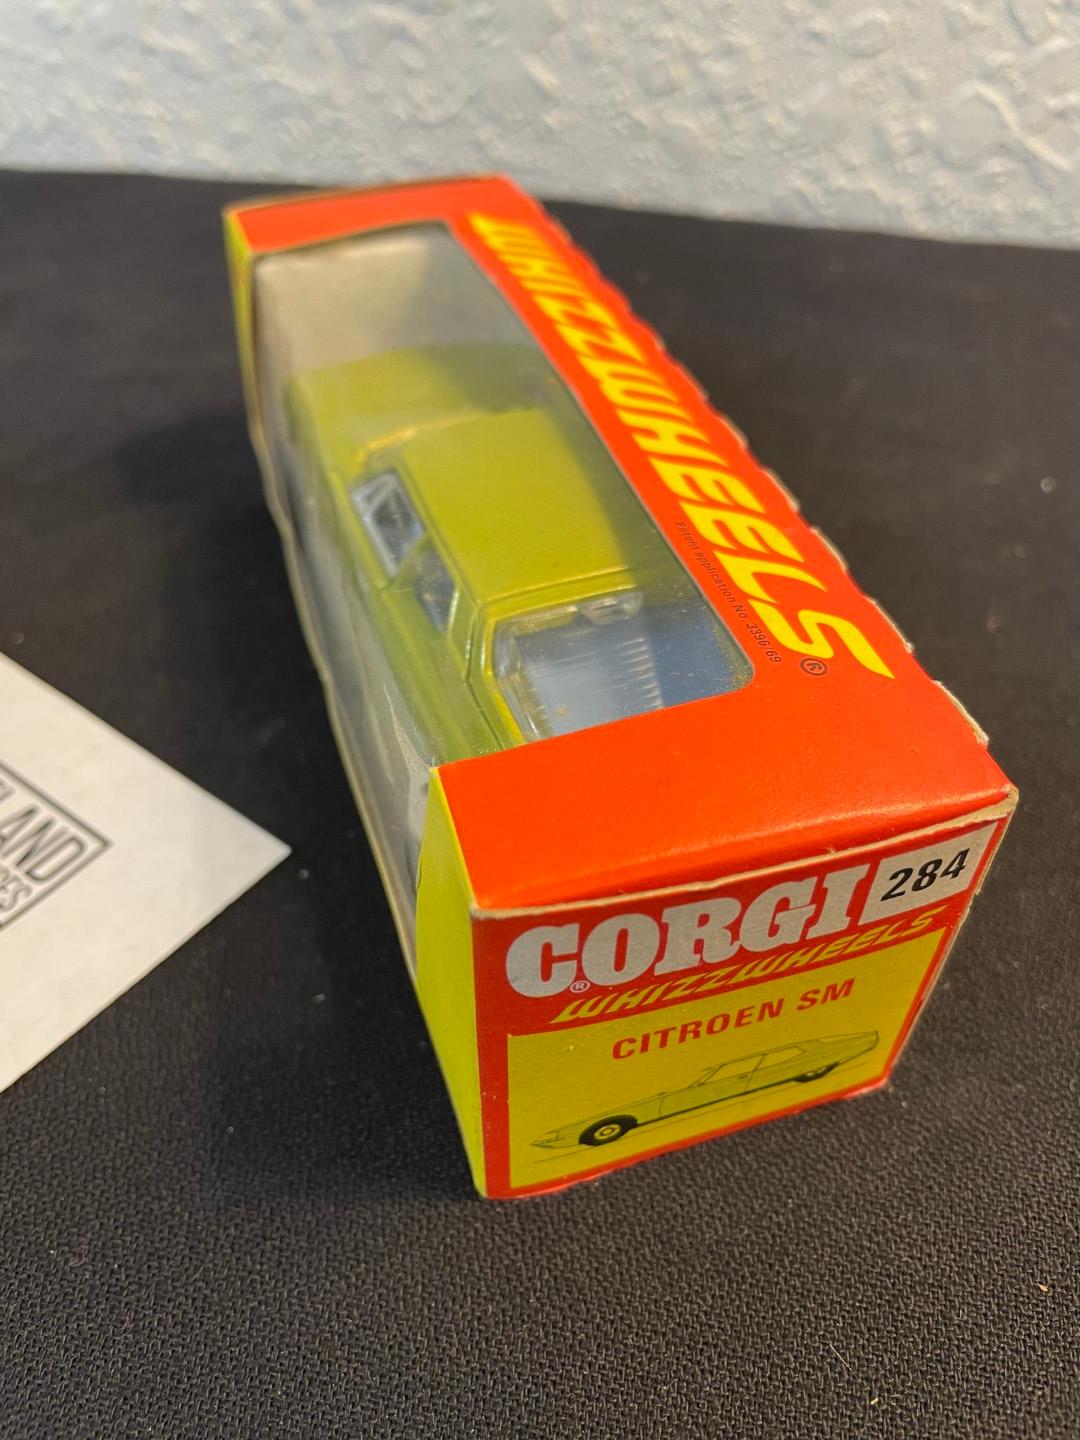 WHIZZWHEELS®
Patent application No. 3396/69
CORGI® 284
WHIZZWHEELS
CITROEN SM